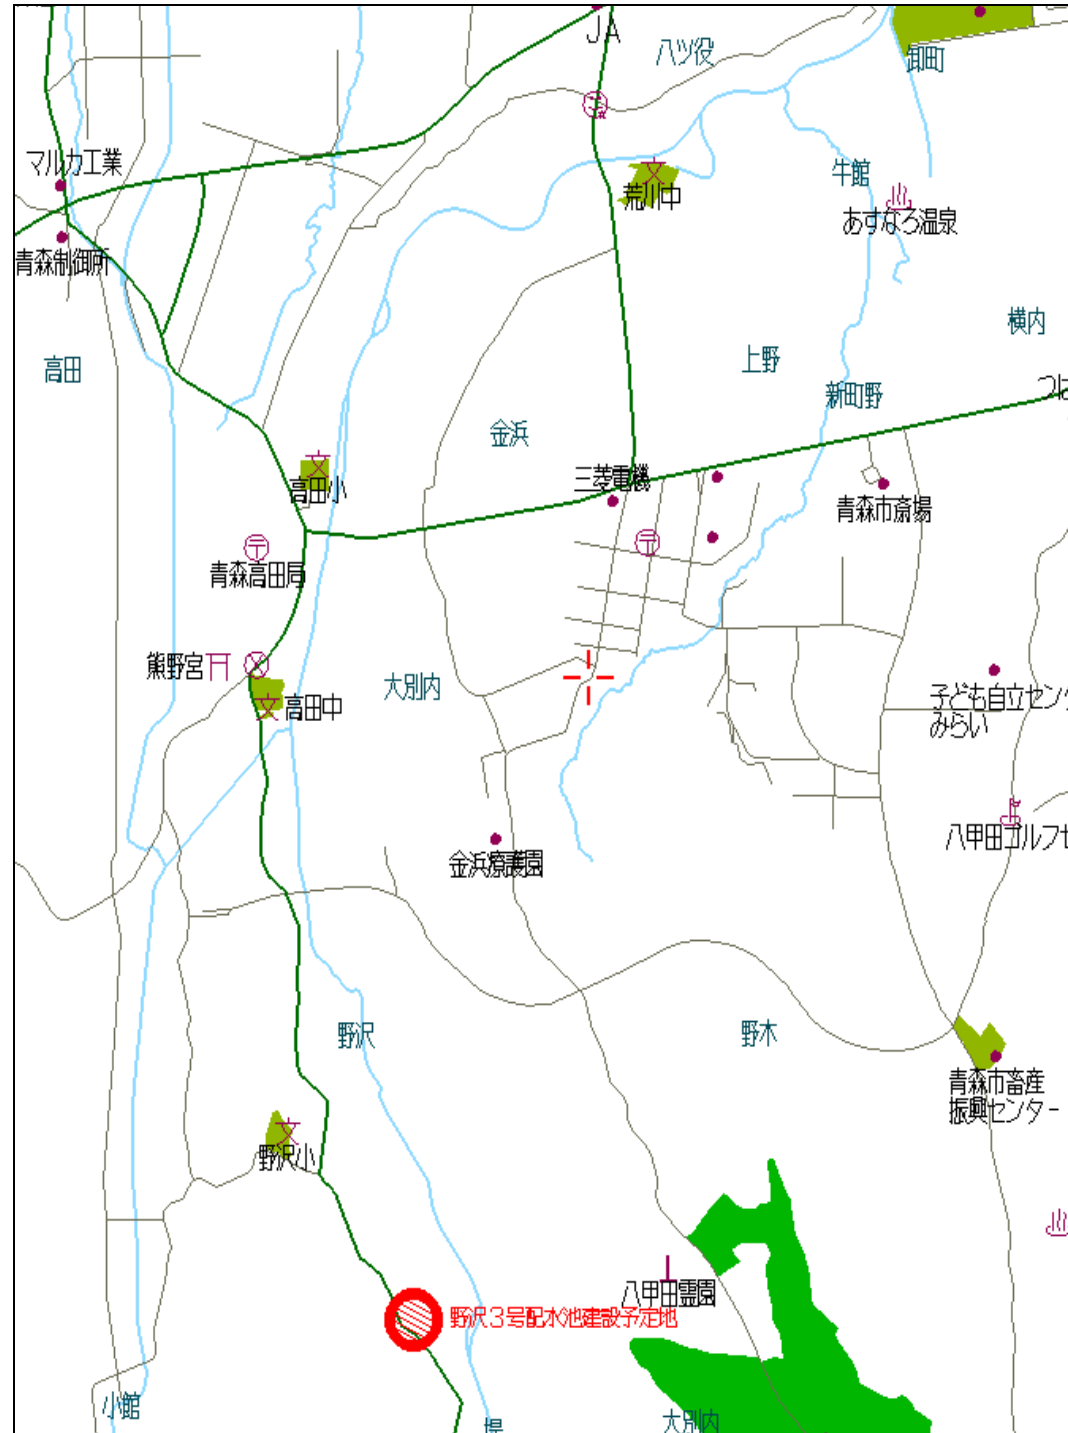 JA
八ツ役
卸町
マルカ工業
牛館
荒川中
あすなろ温泉
青森制御所
横内
高田
上野
新町野
つは
金浜
三菱電機
高田小
青森市斎場
青森高田局
熊野宮
大別内
高田中
子ども自立センタ
みらい
八甲田ゴルフセ
金浜療護園
野沢
野木
青森市畜産
振興センター
野沢小
八甲田霊園
野沢3号配水池建設予定地
小館
大別内
堤